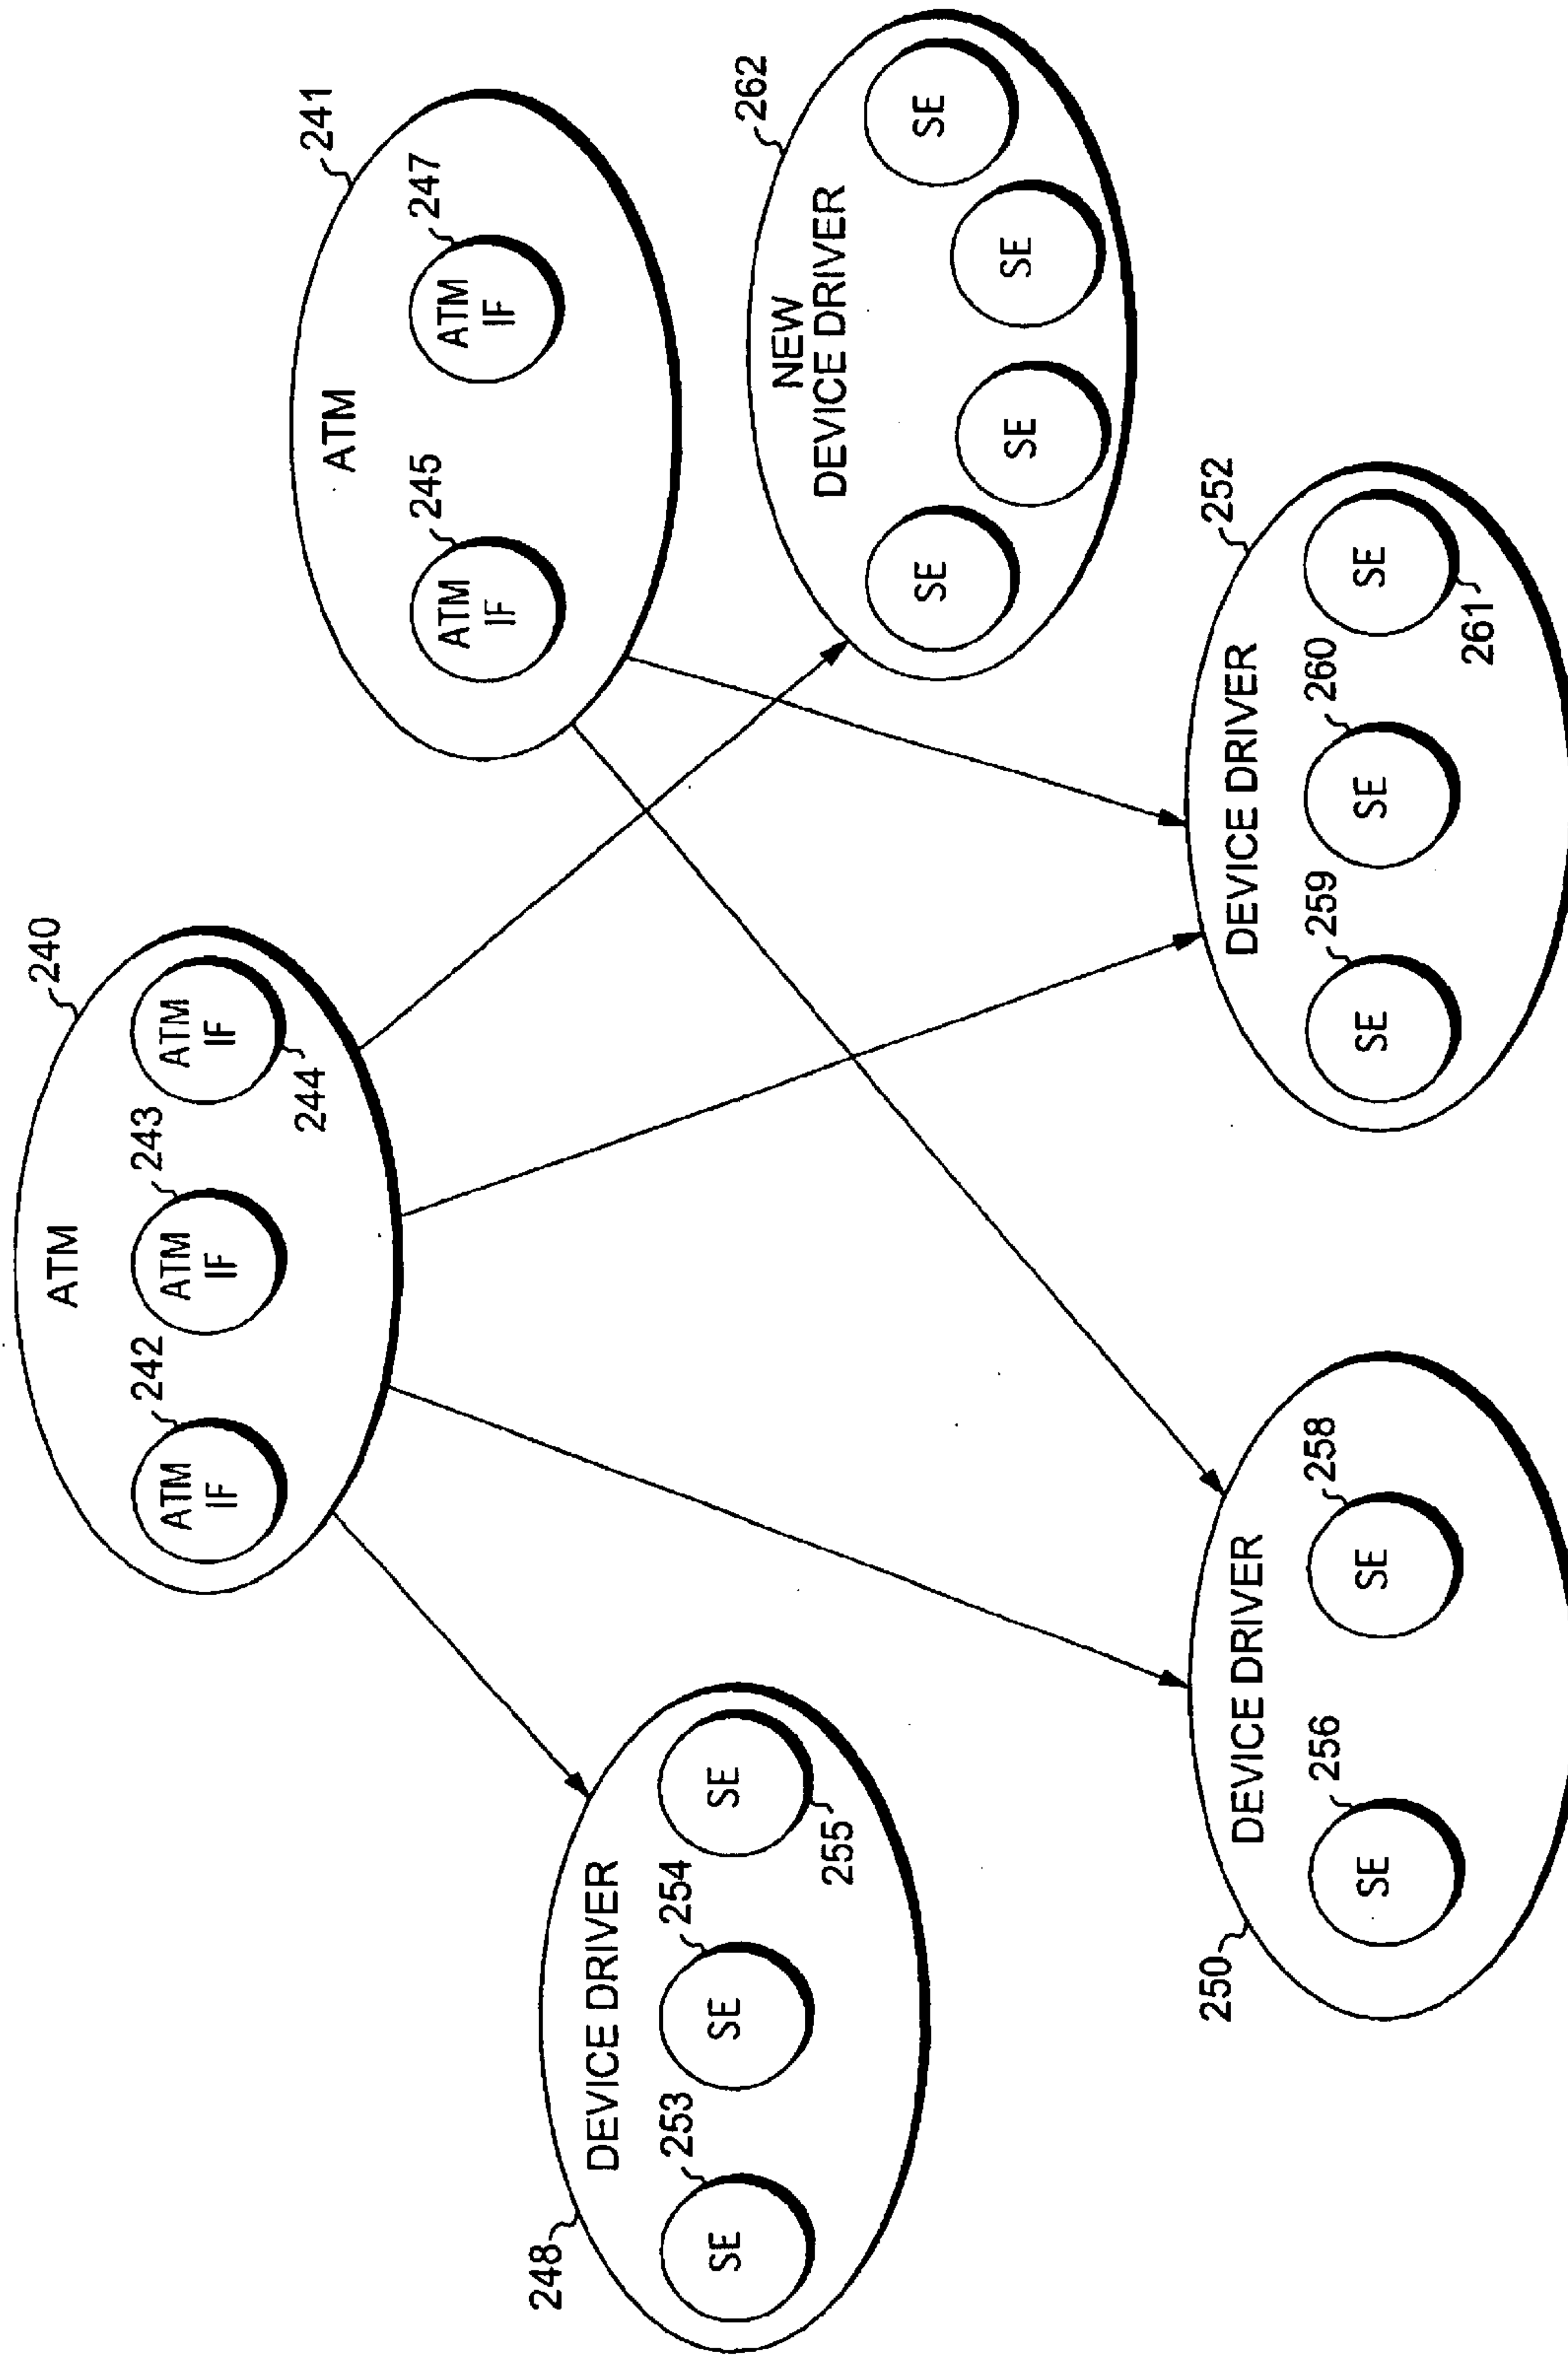 240
ATM
242
ATM
IF
243
ATM
IF
ATM
IF
244
241
ATM
245
ATM
IF
247
ATM
IF
248
DEVICE DRIVER
253
SE
254
SE
SE
255
262
NEW
DEVICE DRIVER
SE
SE
SE
SE
250
DEVICE DRIVER
256
SE
258
SE
252
DEVICE DRIVER
259
SE
260
SE
SE
261